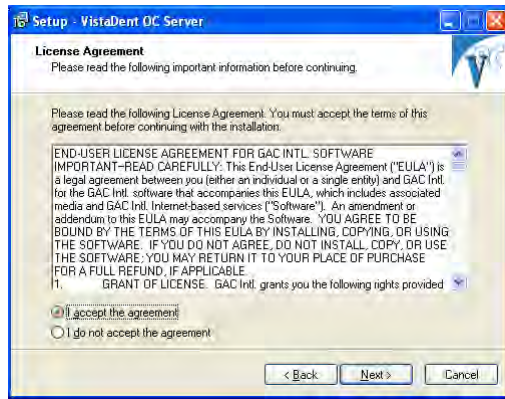 Setup - VistaDent OC Server
License Agreement
Please read the following important information before continuing.
V
Please read the following License Agreement. You must accept the terms of this
agreement before continuing with the installation.
END-USER LICENSE AGREEMENT FOR GAC INTL. SOFTWARE
IMPORTANT-READ CAREFULLY: This End-User License Agreement ("EULA") is
a legal agreement between you (either an individual or a single entity) and GAC Intl.
for the GAC Intl. software that accompanies this EULA, which includes associated
media and GAC Intl. Internet-based services ("Software"). An amendment or
addendum to this EULA may accompany the Software. YOU AGREE TO BE
BOUND BY THE TERMS OF THIS EULA BY INSTALLING, COPYING, OR USING
THE SOFTWARE. IF YOU DO NOT AGREE, DO NOT INSTALL, COPY, OR USE
THE SOFTWARE; YOU MAY RETURN IT TO YOUR PLACE OF PURCHASE
FOR A FULL REFUND, IF APPLICABLE.
1. GRANT OF LICENSE. GAC Intl. grants you the following rights provided
I accept the agreement
I do not accept the agreement
< Back Next > Cancel